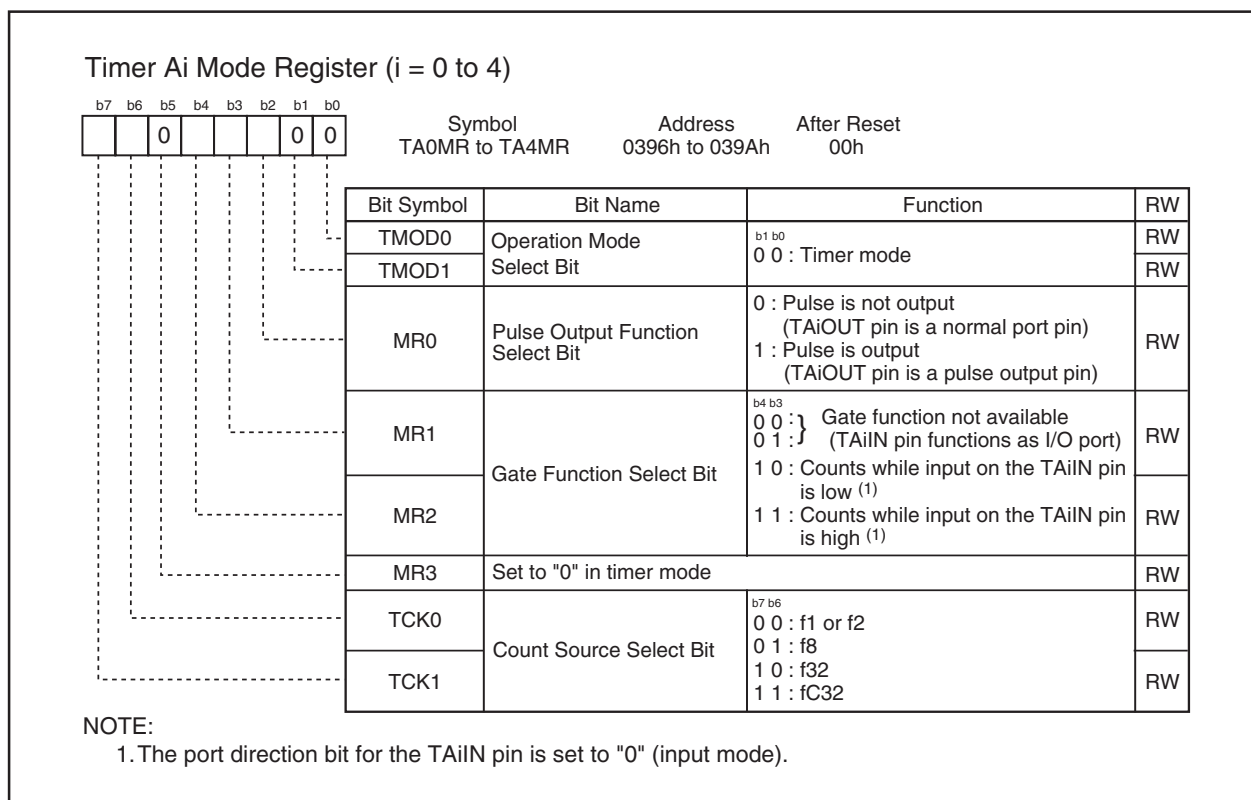 Timer Ai Mode Register (i = 0 to 4)
b7 b6 b5 b4 b3 b2 b1 b0
0 0 0
Symbol Address After Reset
TA0MR to TA4MR 0396h to 039Ah 00h
Bit Symbol Bit Name Function RW
TMOD0 Operation Mode Select Bit b1 b0 RW
0 0 : Timer mode
TMOD1 RW
MR0 Pulse Output Function Select Bit 0 : Pulse is not output RW
(TAiOUT pin is a normal port pin)
1 : Pulse is output
(TAiOUT pin is a pulse output pin)
MR1 Gate Function Select Bit b4 b3 RW
0 0 : } Gate function not available
0 1 : (TAiIN pin functions as I/O port)
1 0 : Counts while input on the TAiIN pin
is low (1)
MR2 1 1 : Counts while input on the TAiIN pin RW
is high (1)
MR3 Set to "0" in timer mode RW
TCK0 Count Source Select Bit b7 b6 RW
0 0 : f1 or f2
0 1 : f8
1 0 : f32
TCK1 1 1 : fC32 RW
NOTE:
1. The port direction bit for the TAiIN pin is set to "0" (input mode).